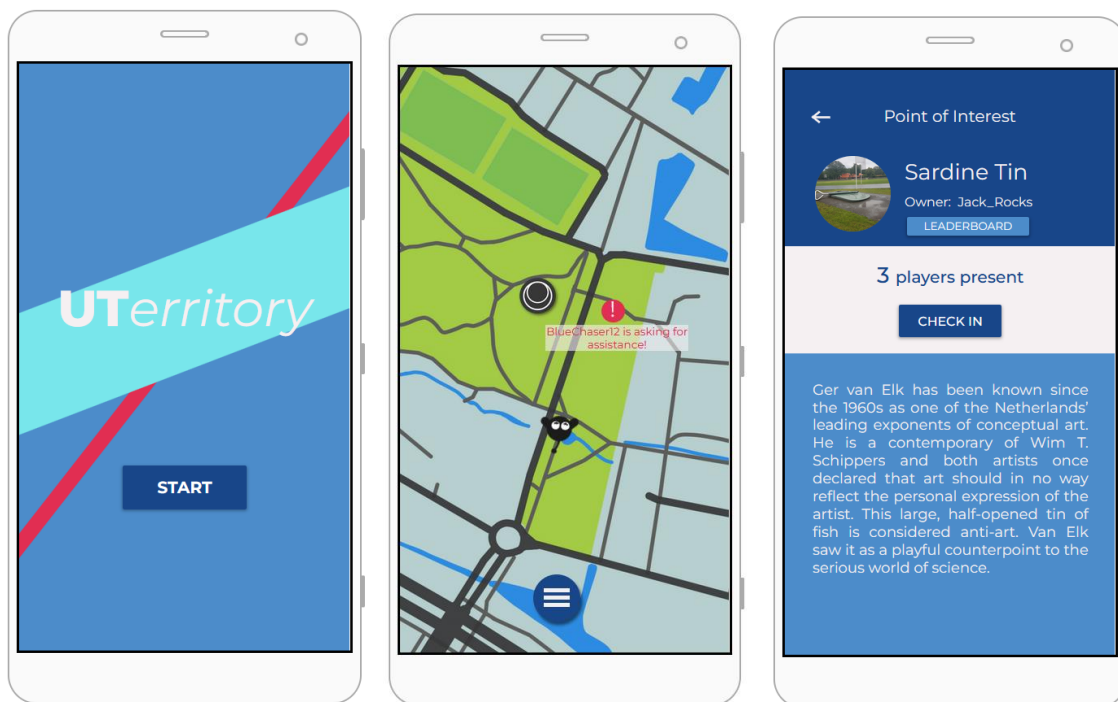 UTerritory
START
!
BlueChaser12 is asking for
assistance!
Point of Interest
Sardine Tin
Owner: Jack_Rocks
LEADERBOARD
3 players present
CHECK IN
Ger van Elk has been known since
the 1960s as one of the Netherlands’
leading exponents of conceptual art.
He is a contemporary of Wim T.
Schippers and both artists once
declared that art should in no way
reflect the personal expression of the
artist. This large, half-opened tin of
fish is considered anti-art. Van Elk
saw it as a playful counterpoint to the
serious world of science.